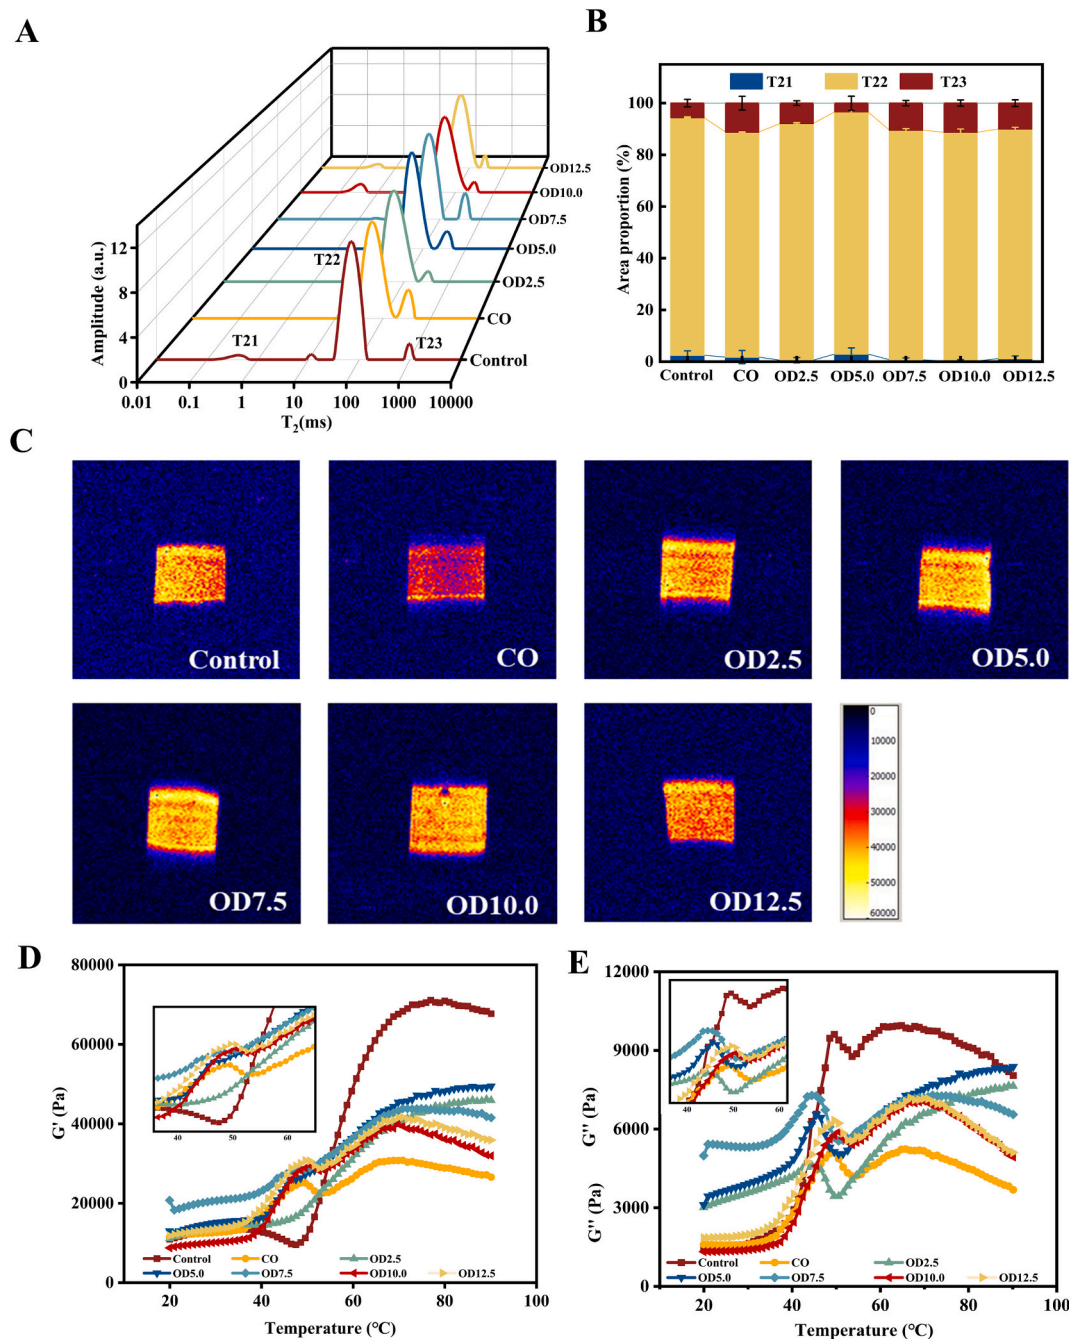 A
B
T21 T22 T23
100
80
60
40
20
0
Area proportion (%)
Control CO OD2.5 OD5.0 OD7.5 OD10.0 OD12.5
OD12.5
OD10.0
OD7.5
OD5.0
OD2.5
CO
Control
T22
T21
T23
12
8
4
0
Amplitude (a.u.)
0.01 0.1 1 10 100 1000 10000
T₂(ms)
C
Control
CO
OD2.5
OD5.0
OD7.5
OD10.0
OD12.5
0
10000
20000
30000
40000
50000
60000
D
80000
60000
40000
20000
0
G' (Pa)
40 50 60
Control CO OD2.5
OD5.0 OD7.5 OD10.0 OD12.5
20 40 60 80 100
Temperature (℃)
E
12000
9000
6000
3000
0
G'' (Pa)
40 50 60
Control CO OD2.5
OD5.0 OD7.5 OD10.0 OD12.5
20 40 60 80 100
Temperature (℃)